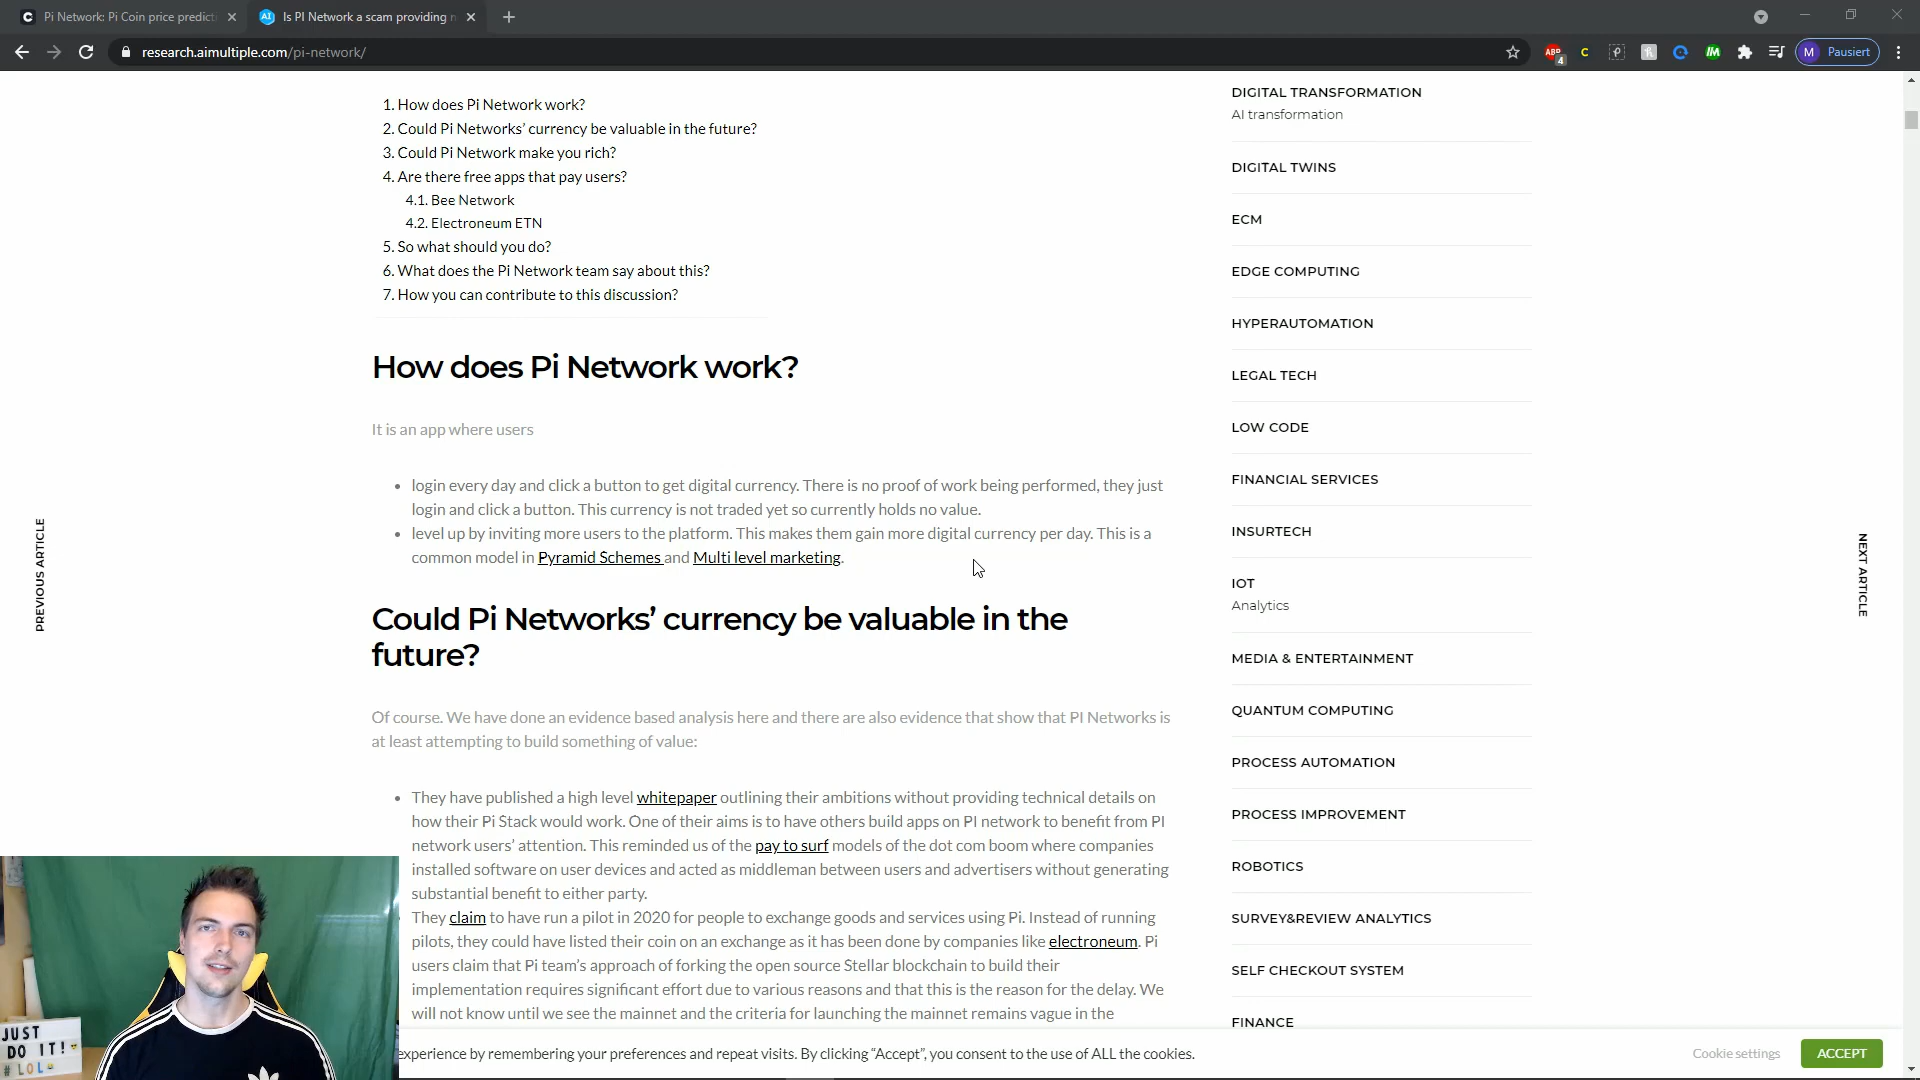 Pi Network: Pi Coin price predicti
Is PI Network a scam providing n
research.aimultiple.com/pi-network/
ABP
4
C
M
Pausiert
1. How does Pi Network work?
2. Could Pi Networks’ currency be valuable in the future?
3. Could Pi Network make you rich?
4. Are there free apps that pay users?
4.1. Bee Network
4.2. Electroneum ETN
5. So what should you do?
6. What does the Pi Network team say about this?
7. How you can contribute to this discussion?
How does Pi Network work?
It is an app where users
• login every day and click a button to get digital currency. There is no proof of work being performed, they just
login and click a button. This currency is not traded yet so currently holds no value.
• level up by inviting more users to the platform. This makes them gain more digital currency per day. This is a
common model in Pyramid Schemes and Multi level marketing.
Could Pi Networks’ currency be valuable in the
future?
Of course. We have done an evidence based analysis here and there are also evidence that show that PI Networks is
at least attempting to build something of value:
• They have published a high level whitepaper outlining their ambitions without providing technical details on
how their Pi Stack would work. One of their aims is to have others build apps on PI network to benefit from PI
network users’ attention. This reminded us of the pay to surf models of the dot com boom where companies
installed software on user devices and acted as middleman between users and advertisers without generating
substantial benefit to either party.
They claim to have run a pilot in 2020 for people to exchange goods and services using Pi. Instead of running
pilots, they could have listed their coin on an exchange as it has been done by companies like electroneum. Pi
users claim that Pi team’s approach of forking the open source Stellar blockchain to build their
implementation requires significant effort due to various reasons and that this is the reason for the delay. We
will not know until we see the mainnet and the criteria for launching the mainnet remains vague in the
DIGITAL TRANSFORMATION
AI transformation
DIGITAL TWINS
ECM
EDGE COMPUTING
HYPERAUTOMATION
LEGAL TECH
LOW CODE
FINANCIAL SERVICES
INSURTECH
IOT
Analytics
MEDIA & ENTERTAINMENT
QUANTUM COMPUTING
PROCESS AUTOMATION
PROCESS IMPROVEMENT
ROBOTICS
SURVEY&REVIEW ANALYTICS
SELF CHECKOUT SYSTEM
FINANCE
PREVIOUS ARTICLE
NEXT ARTICLE
experience by remembering your preferences and repeat visits. By clicking “Accept”, you consent to the use of ALL the cookies.
Cookie settings
ACCEPT
JUST
DO IT!
#LOL